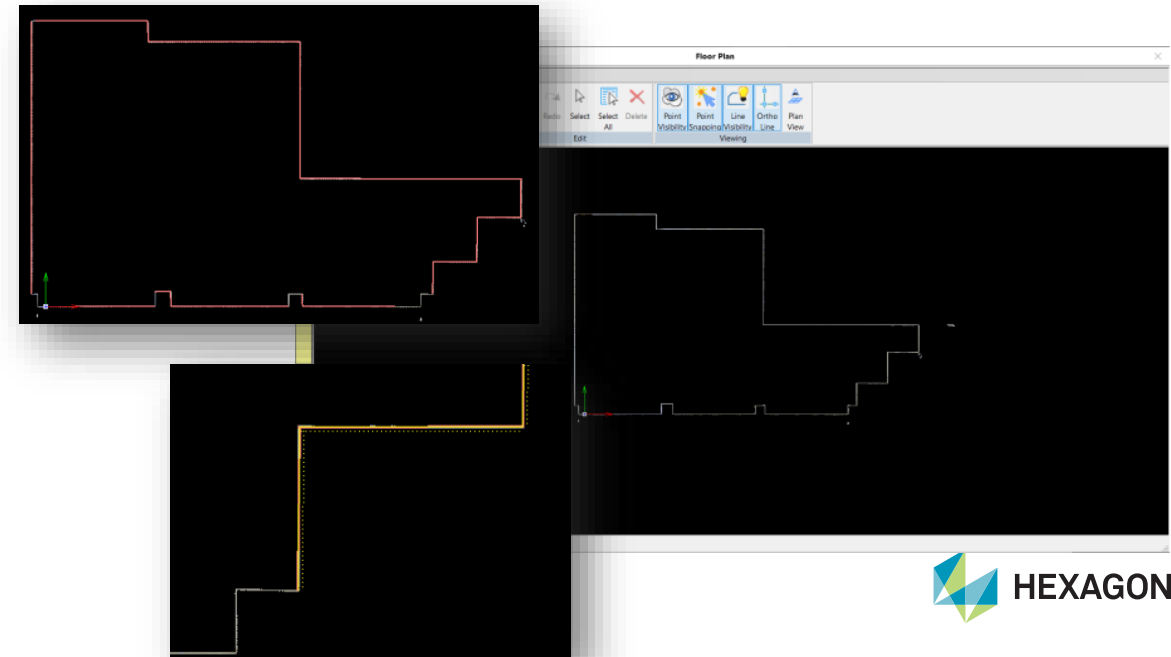 Floor Plan
Redo Select Select All Delete
Point Visibility Point Snapping Line Visibility Ortho Line Plan View
Edit Viewing
HEXAGON